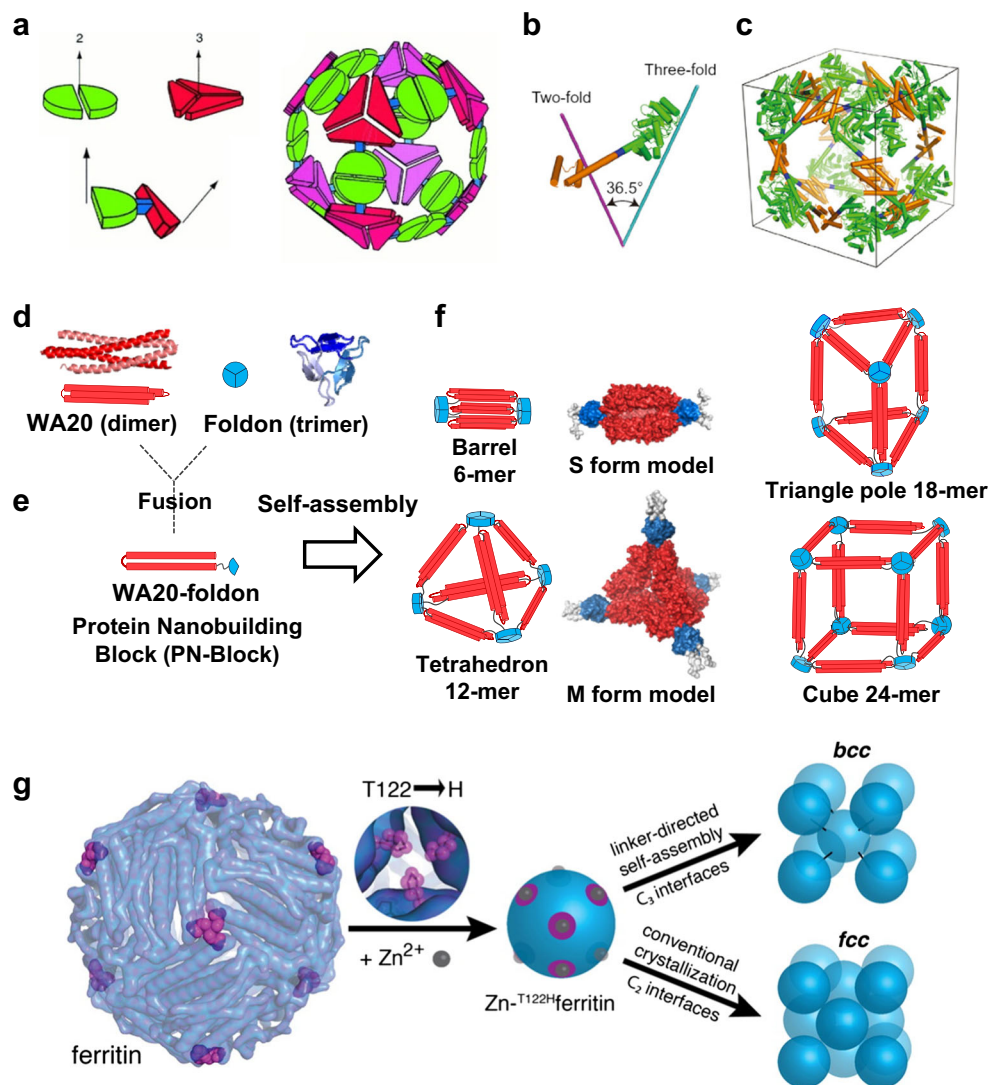 a
2
3
b
Two-fold
Three-fold
36.5°
c
d
WA20 (dimer)
Foldon (trimer)
Fusion
e
WA20-foldon
Protein Nanobuilding
Block (PN-Block)
Self-assembly
f
Barrel
6-mer
S form model
Triangle pole 18-mer
Tetrahedron
12-mer
M form model
Cube 24-mer
g
ferritin
T122➞H
+ Zn²⁺
Zn-ᵀ¹²²ᴴferritin
linker-directed
self-assembly
C₃ interfaces
conventional
crystallization
C₂ interfaces
bcc
fcc